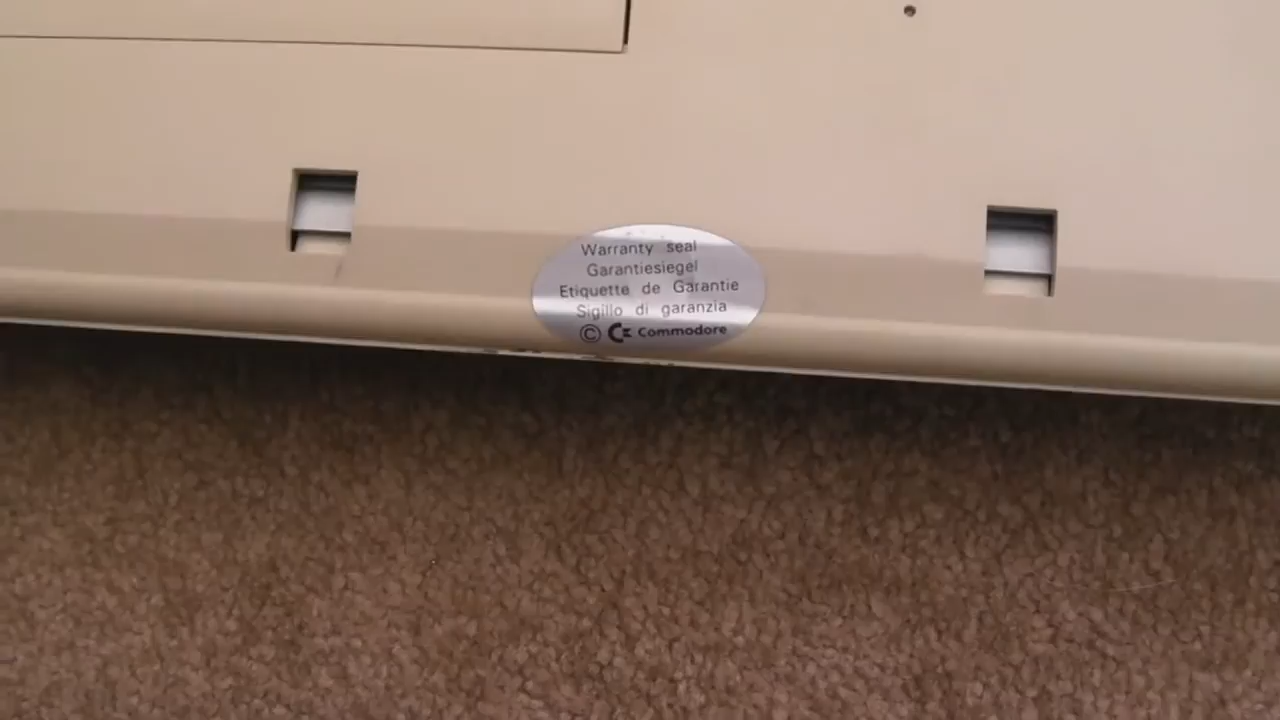 Warranty seal
Garantiesiegel
Etiquette de Garantie
Sigillo di garanzia
© Commodore